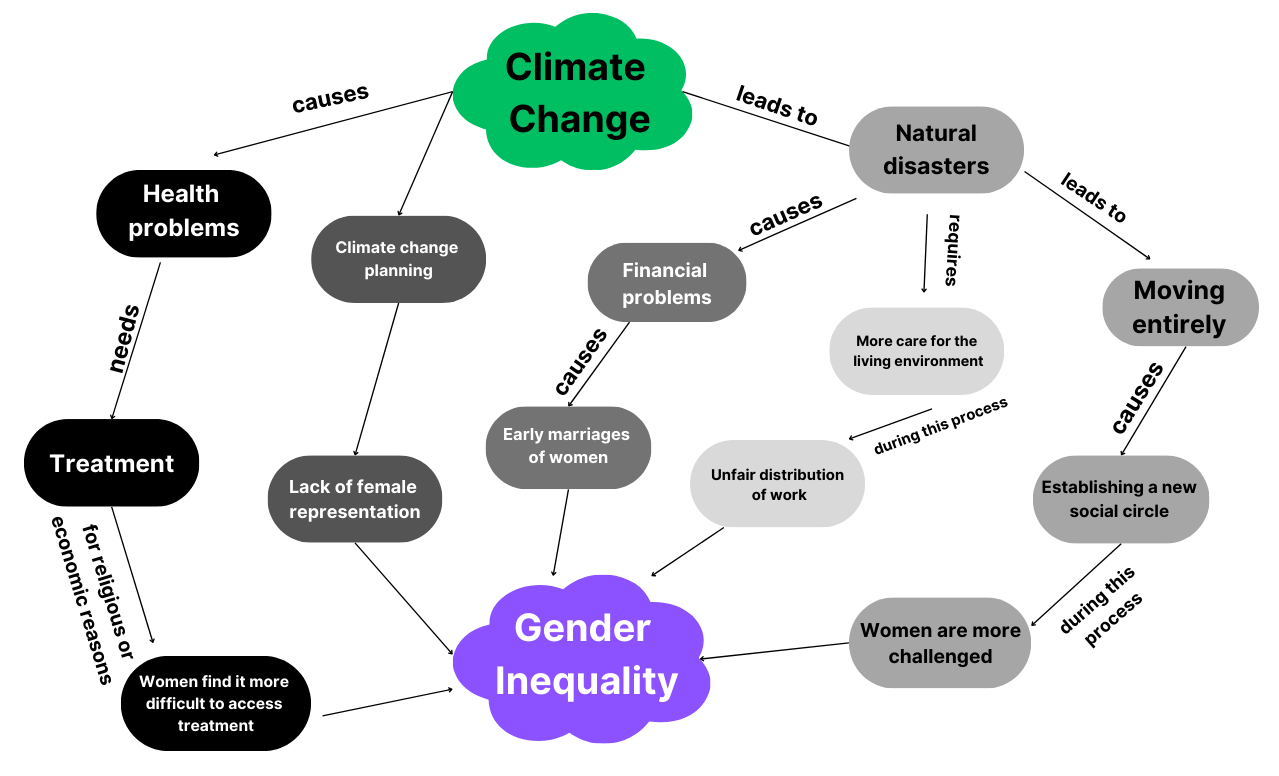 Climate
Change
causes
leads to
Natural
disasters
Health
problems
Climate change
planning
causes
requires
leads to
Financial
problems
Moving
entirely
needs
causes
More care for the
living environment
causes
during this process
Treatment
Early marriages
of women
Unfair distribution
of work
Lack of female
representation
Establishing a new
social circle
for religious or
economic reasons
during this
process
Gender
Inequality
Women are more
challenged
Women find it more
difficult to access
treatment